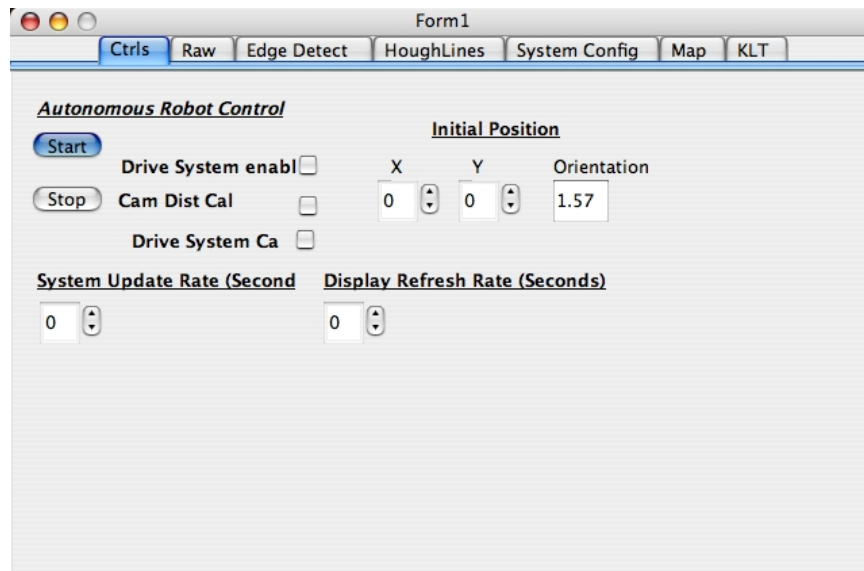 Form1
Ctrls Raw Edge Detect HoughLines System Config Map KLT
Autonomous Robot Control
Initial Position
Start
Drive System enabl
X Y Orientation
Stop Cam Dist Cal
0 0 1.57
Drive System Ca
System Update Rate (Second Display Refresh Rate (Seconds)
0 0